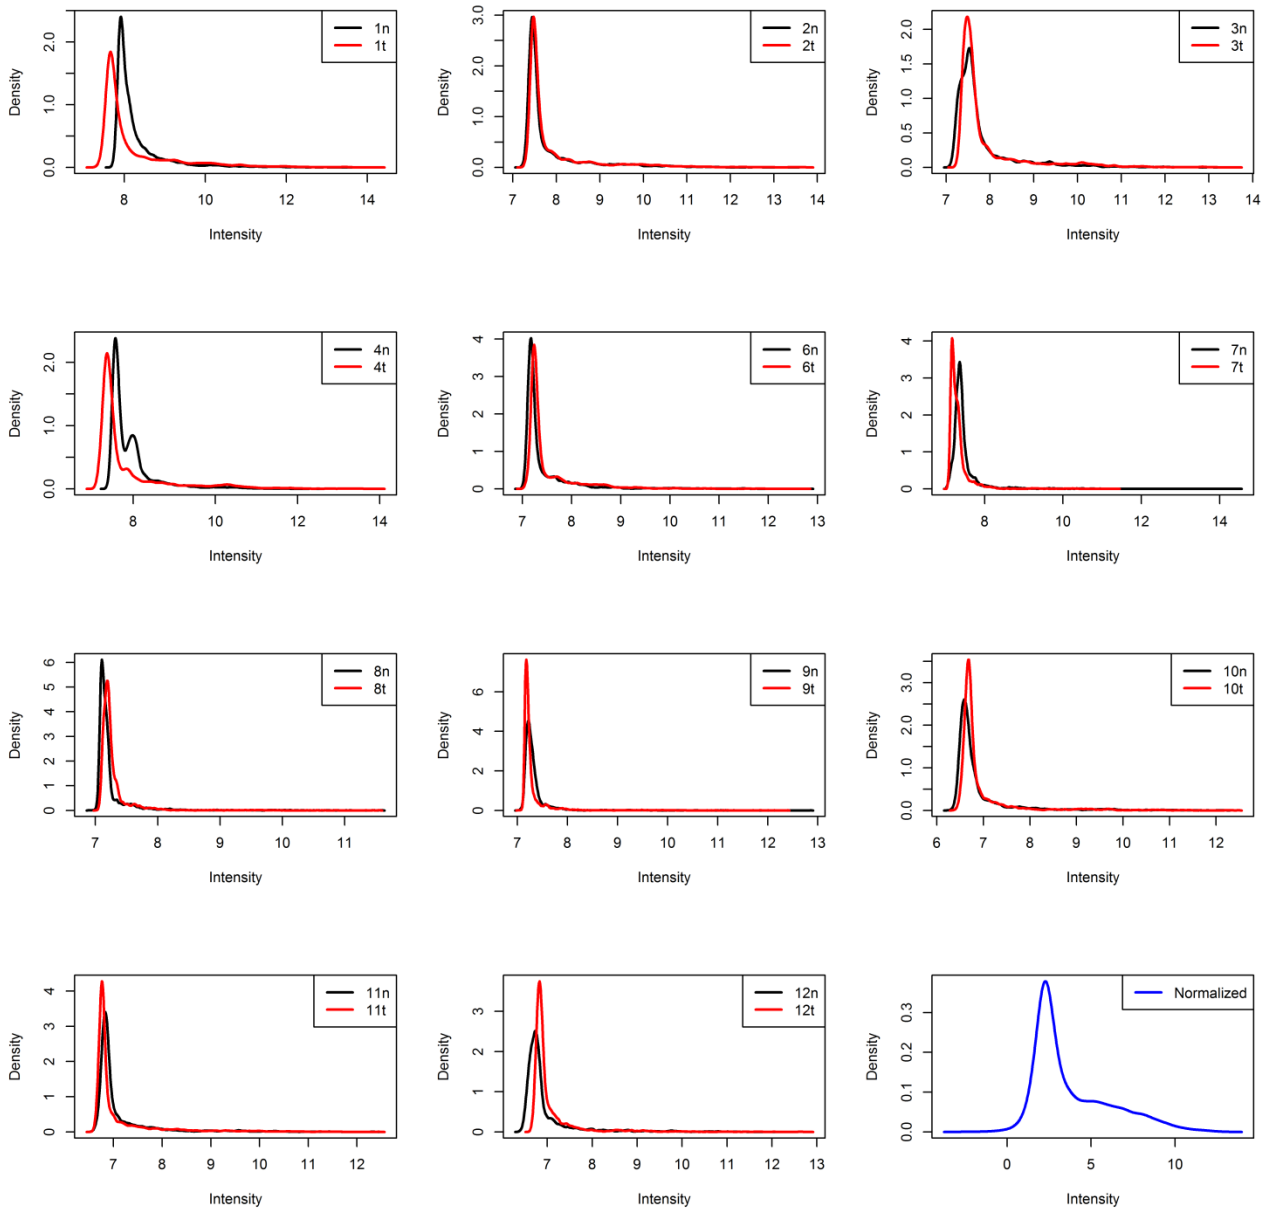 1n
1t
Density
0.0 1.0 2.0
8 10 12 14
Intensity
2n
2t
Density
0.0 1.0 2.0 3.0
7 8 9 10 11 12 13 14
Intensity
3n
3t
Density
0.0 0.5 1.0 1.5 2.0
7 8 9 10 11 12 13 14
Intensity
4n
4t
Density
0.0 1.0 2.0
8 10 12 14
Intensity
6n
6t
Density
0 1 2 3 4
7 8 9 10 11 12 13
Intensity
7n
7t
Density
0 1 2 3 4
8 10 12 14
Intensity
8n
8t
Density
0 1 2 3 4 5 6
7 8 9 10 11
Intensity
9n
9t
Density
0 2 4 6
7 8 9 10 11 12 13
Intensity
10n
10t
Density
0.0 1.0 2.0 3.0
6 7 8 9 10 11 12
Intensity
11n
11t
Density
0 1 2 3 4
7 8 9 10 11 12
Intensity
12n
12t
Density
0 1 2 3
7 8 9 10 11 12 13
Intensity
Normalized
Density
0.0 0.1 0.2 0.3
0 5 10
Intensity